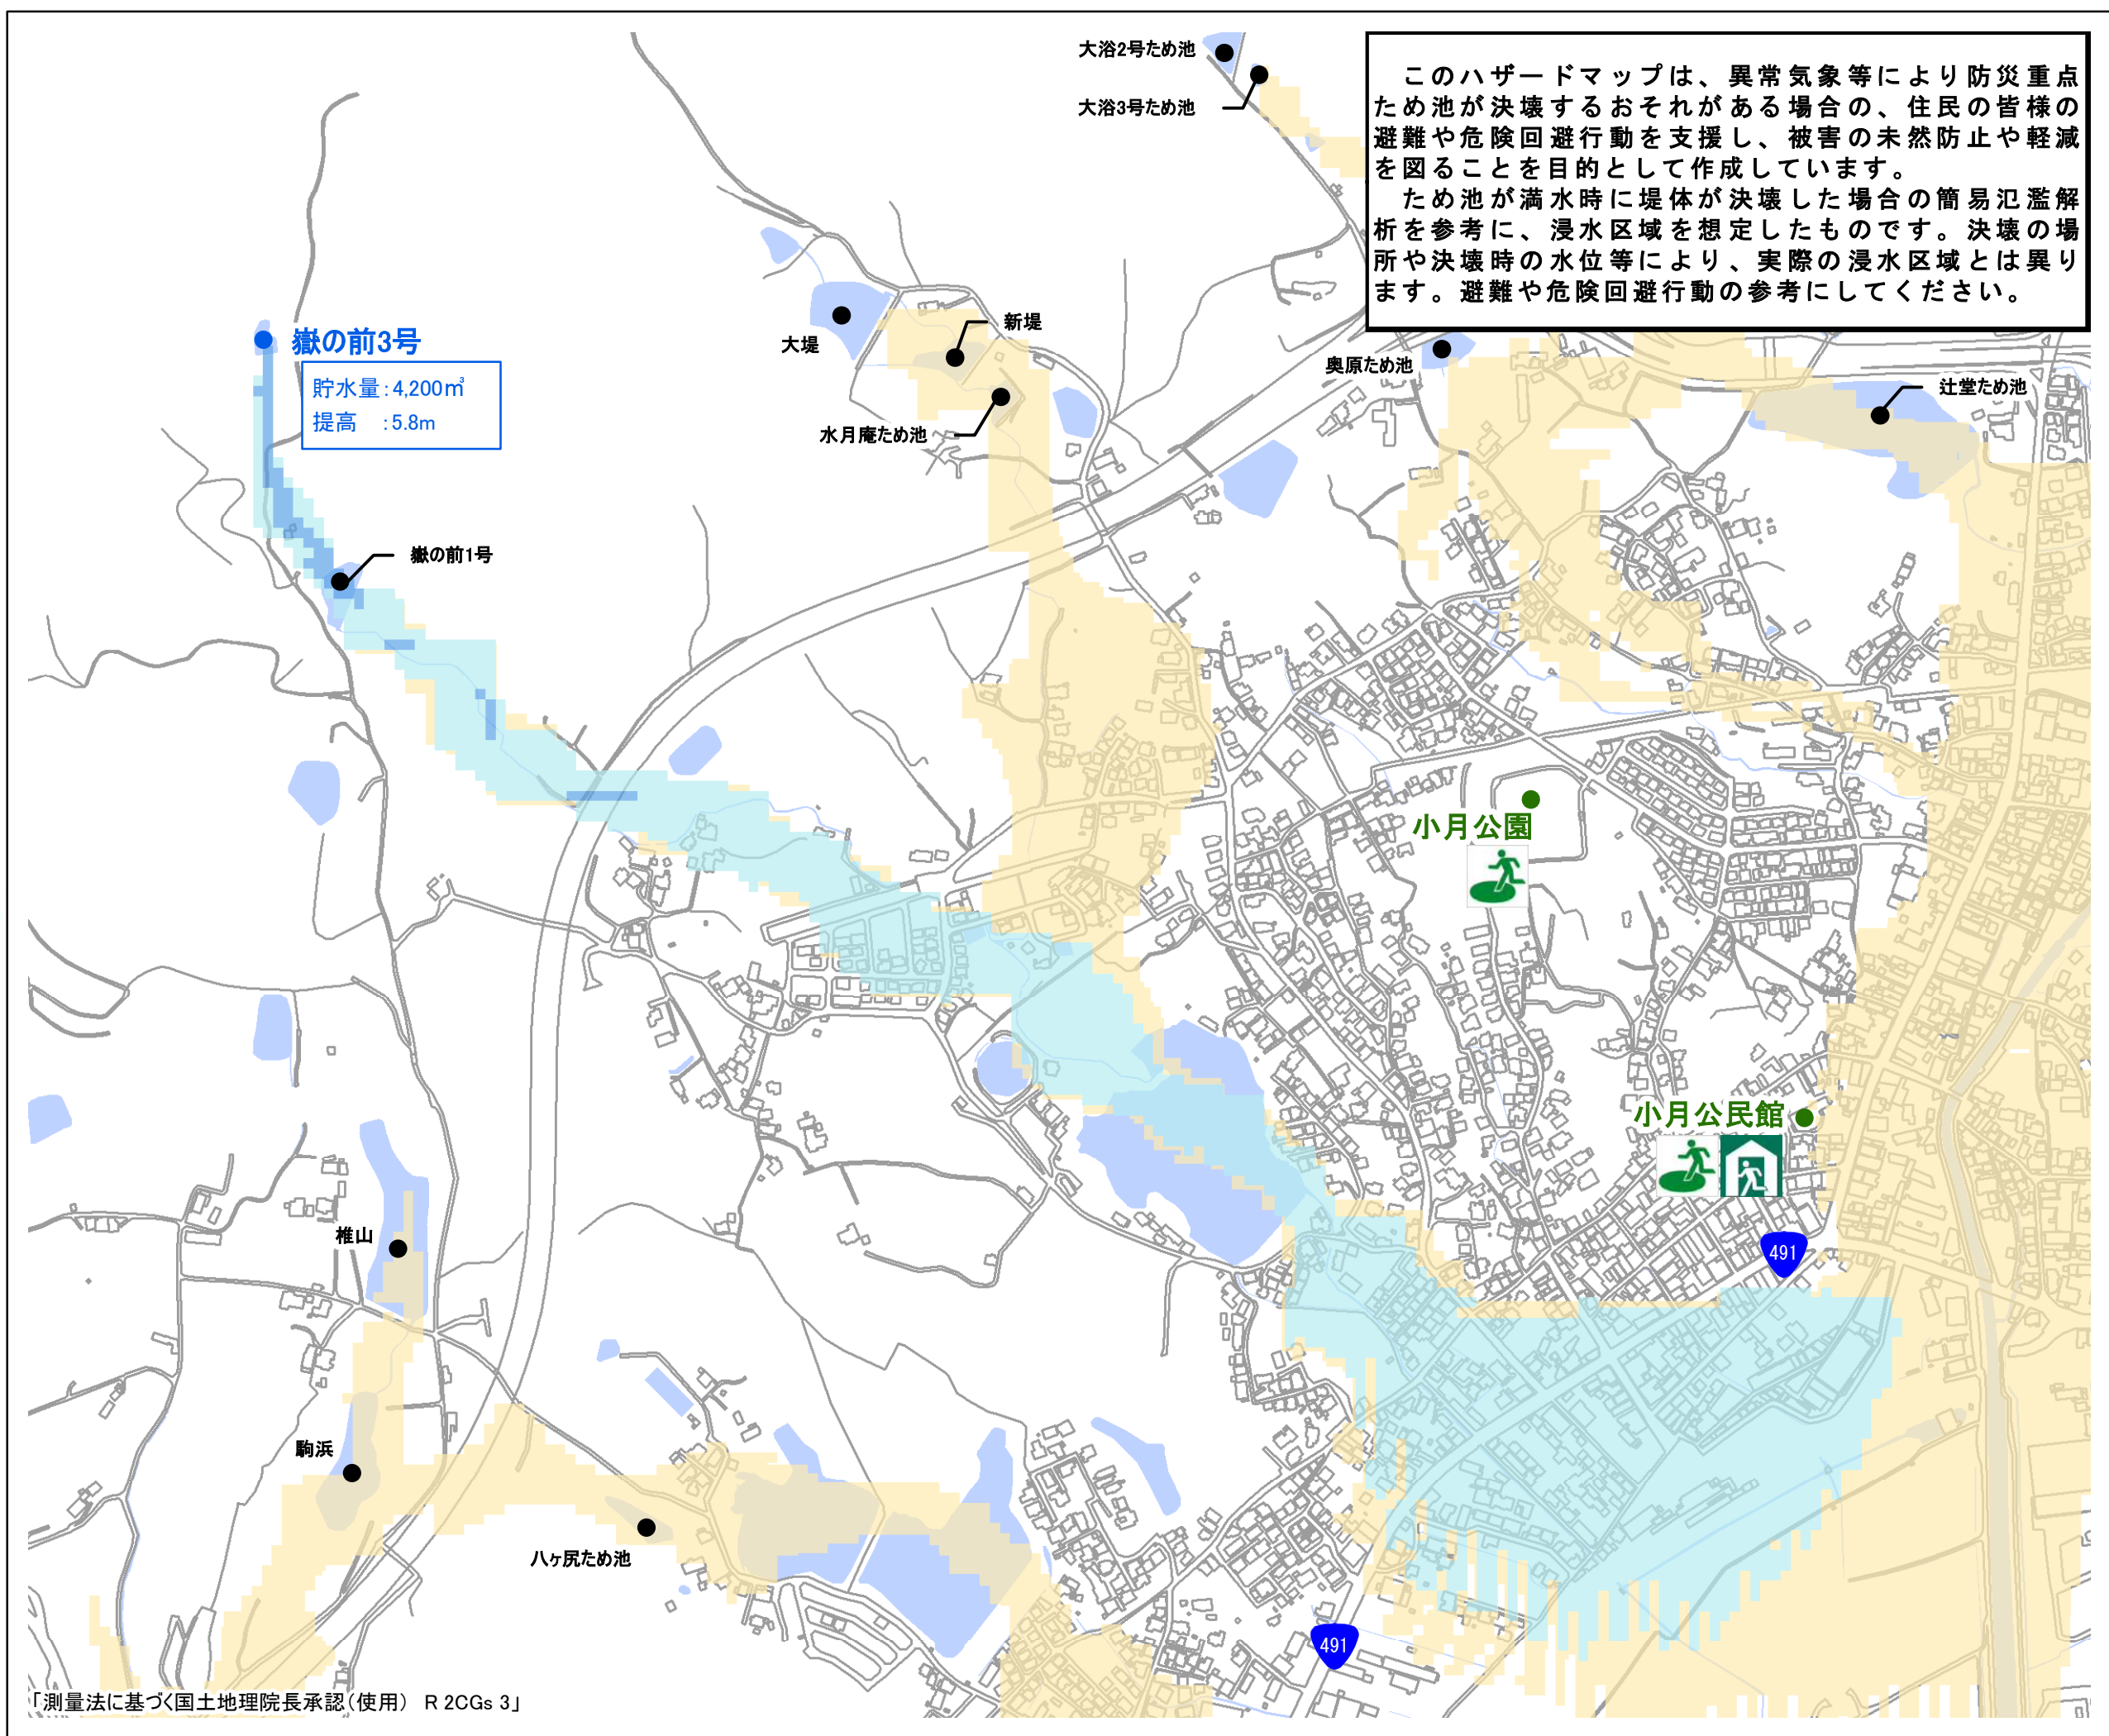 大浴2号ため池
大浴3号ため池
このハザードマップは、異常気象等により防災重点
ため池が決壊するおそれがある場合の、住民の皆様の
避難や危険回避行動を支援し、被害の未然防止や軽減
を図ることを目的として作成しています。
ため池が満水時に堤体が決壊した場合の簡易氾濫解
析を参考に、浸水区域を想定したものです。決壊の場
所や決壊時の水位等により、実際の浸水区域とは異り
ます。避難や危険回避行動の参考にしてください。
嶽の前3号
貯水量:4,200㎥
提高 :5.8m
大堤
新堤
水月庵ため池
奥原ため池
辻堂ため池
嶽の前1号
小月公園
小月公民館
491
椎山
駒浜
八ヶ尻ため池
491
「測量法に基づく国土地理院長承認(使用) R 2CGs 3」